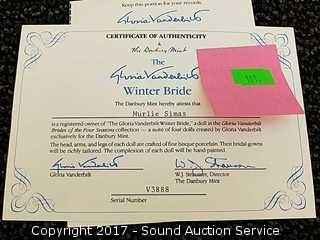 Keep this portion for your records.
Gloria Vanderbilt
CERTIFICATE OF AUTHENTICITY
The Danbury Mint
The
Gloria Vanderbilt
Winter Bride
The Danbury Mint hereby attests that
Murlie Simas
is a registered owner of "The Gloria Vanderbilt Winter Bride," a doll in the Gloria Vanderbilt
Brides of the Four Seasons collection — a suite of four dolls created by Gloria Vanderbilt
exclusively for the Danbury Mint.
The head, arms, and legs of each doll are crafted of fine bisque porcelain. Their bridal gowns
will be richly tailored. The complexion of each doll will be hand painted.
Gloria Vanderbilt
Gloria Vanderbilt
Director
The Danbury Mint
V3888
Serial Number
Copyright 2017 - Sound Auction Service